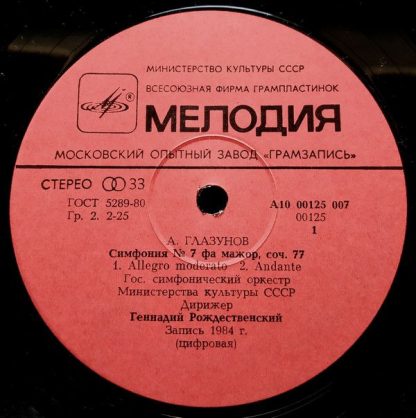 МИНИСТЕРСТВО КУЛЬТУРЫ СССР
ВСЕСОЮЗНАЯ ФИРМА ГРАМПЛАСТИНОК
®
МЕЛОДИЯ
МОСКОВСКИЙ ОПЫТНЫЙ ЗАВОД «ГРАМЗАПИСЬ»
СТЕРЕО 33
ГОСТ 5289-80
Гр. 2. 2-25
А10 00125 007
00125
1
А. ГЛАЗУНОВ
Симфония № 7 фа мажор, соч. 77
1. Allegro moderato 2. Andante
Гос. симфонический оркестр
Министерства культуры СССР
Дирижер
Геннадий Рождественский
Запись 1984 г.
(цифровая)